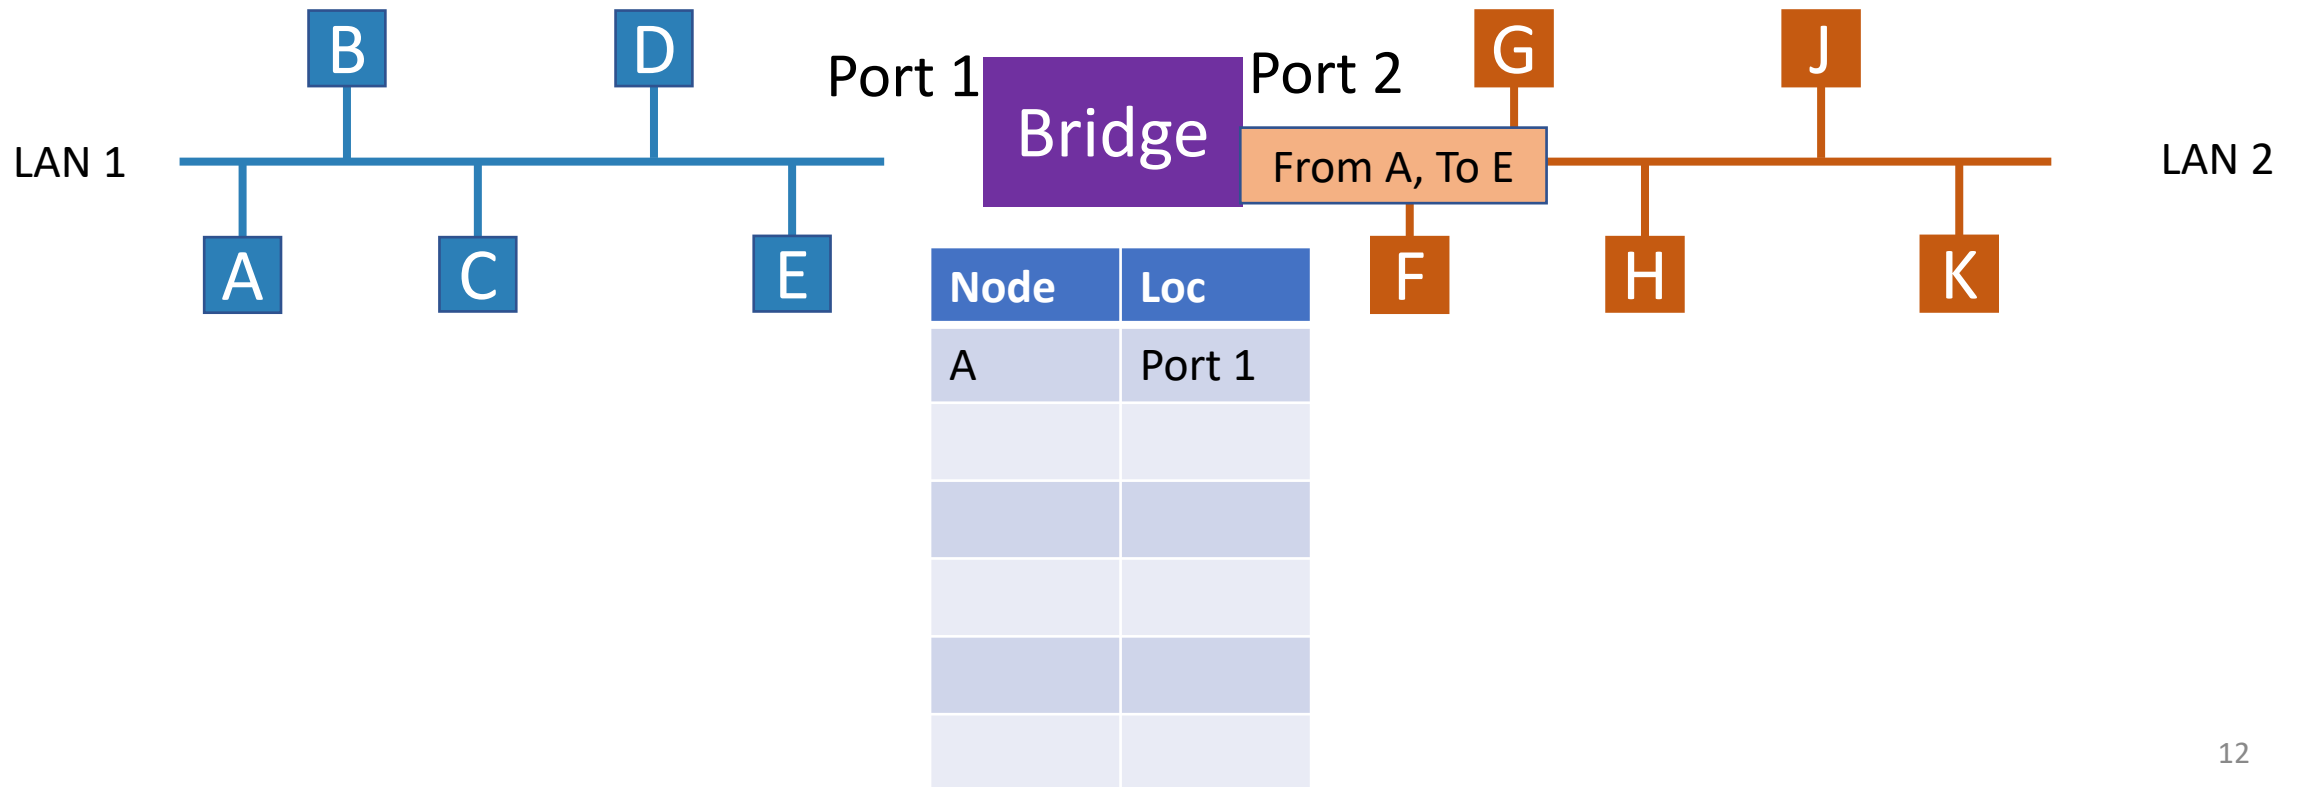 B
D
Port 1
Bridge
Port 2
G
J
LAN 1
From A, To E
LAN 2
A
C
E
F
H
K
Node Loc
A Port 1
12